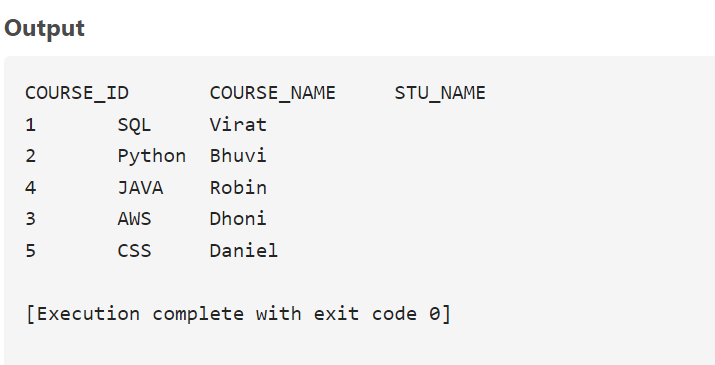 Output
COURSE_ID COURSE_NAME STU_NAME
1 SQL Virat
2 Python Bhuvi
4 JAVA Robin
3 AWS Dhoni
5 CSS Daniel
[Execution complete with exit code 0]